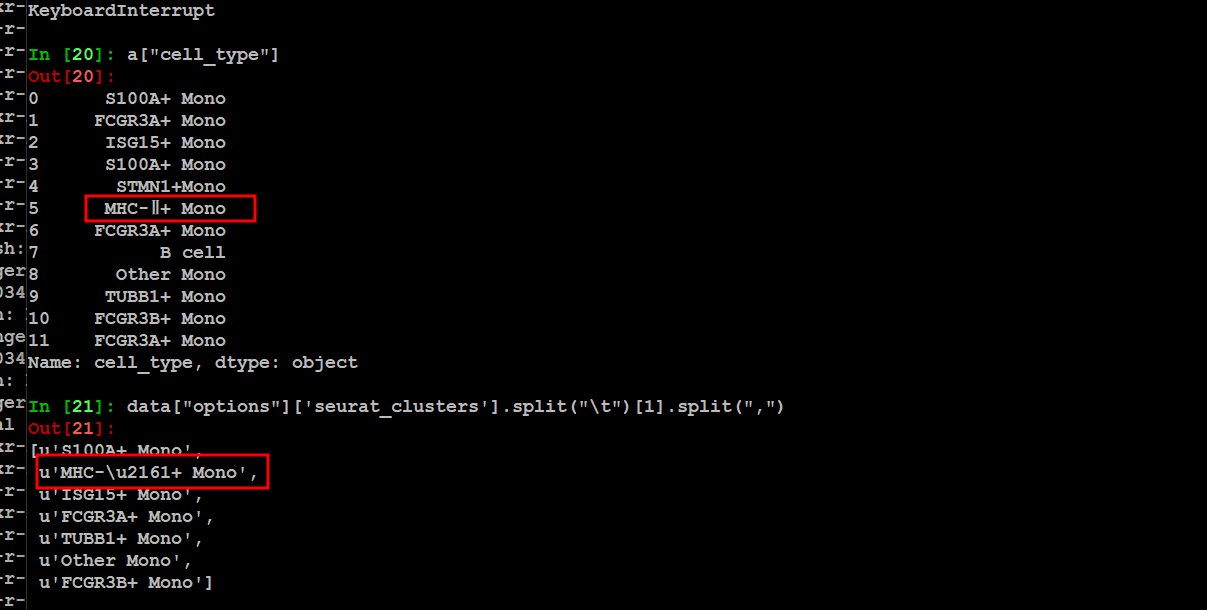 KeyboardInterrupt
In [20]: a["cell_type"]
Out[20]:
0 S100A+ Mono
1 FCGR3A+ Mono
2 ISG15+ Mono
3 S100A+ Mono
4 STMN1+Mono
5 MHC-Ⅱ+ Mono
6 FCGR3A+ Mono
7 B cell
8 Other Mono
9 TUBB1+ Mono
10 FCGR3B+ Mono
11 FCGR3A+ Mono
Name: cell_type, dtype: object
In [21]: data["options"]['seurat_clusters'].split("\t")[1].split(",")
Out[21]:
[u'S100A+ Mono',
u'MHC-\u2161+ Mono',
u'ISG15+ Mono',
u'FCGR3A+ Mono',
u'TUBB1+ Mono',
u'Other Mono',
u'FCGR3B+ Mono']